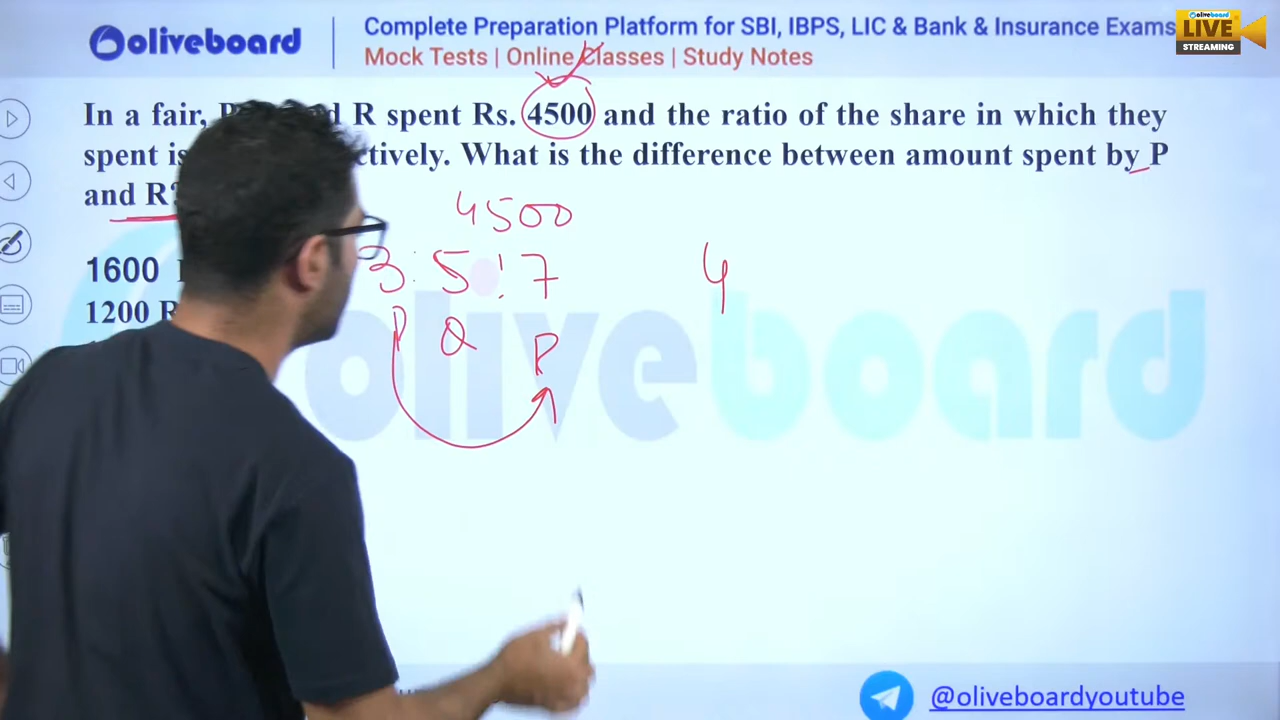 oliveboard
Complete Preparation Platform for SBI, IBPS, LIC & Bank & Insurance Exams
Mock Tests | Online Classes | Study Notes
oliveboard
LIVE
STREAMING
In a fair, R spent Rs. 4500 and the ratio of the share in which they
spent is What is the difference between amount spent by P
and R?
4500
1600
3 : 5 : 7
4
1200
P Q P
oliveboard
@oliveboardyoutube